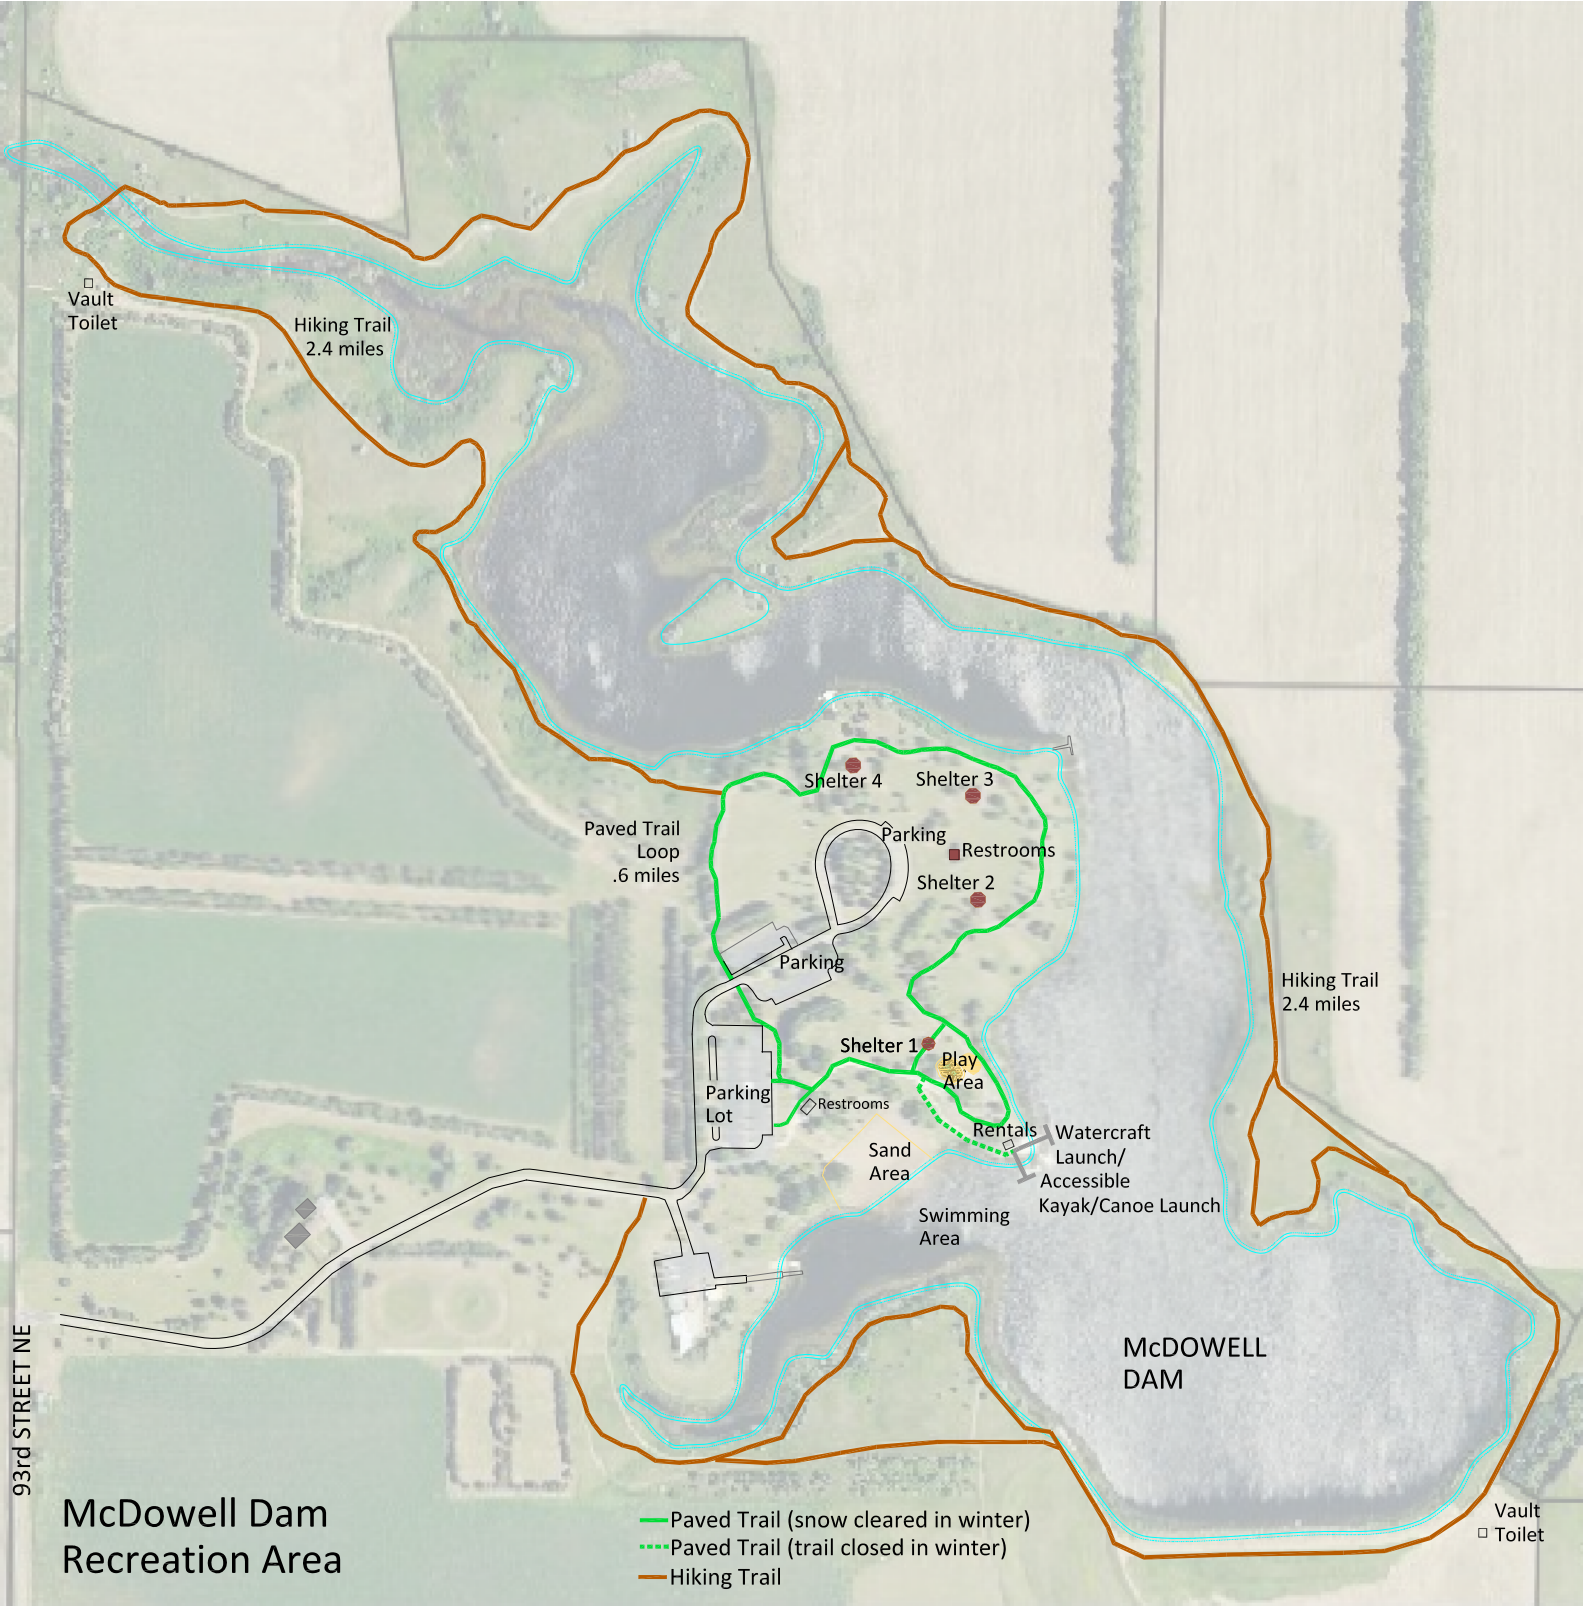 Vault
Toilet
Hiking Trail
2.4 miles
Shelter 4
Shelter 3
Paved Trail
Loop
.6 miles
Parking
Restrooms
Shelter 2
Parking
Hiking Trail
2.4 miles
Shelter 1
Play
Area
Parking
Lot
Restrooms
Rentals
Watercraft
Launch/
Accessible
Kayak/Canoe Launch
Sand
Area
Swimming
Area
McDOWELL
DAM
93rd STREET NE
Vault
Toilet
McDowell Dam
Recreation Area
Paved Trail (snow cleared in winter)
Paved Trail (trail closed in winter)
Hiking Trail